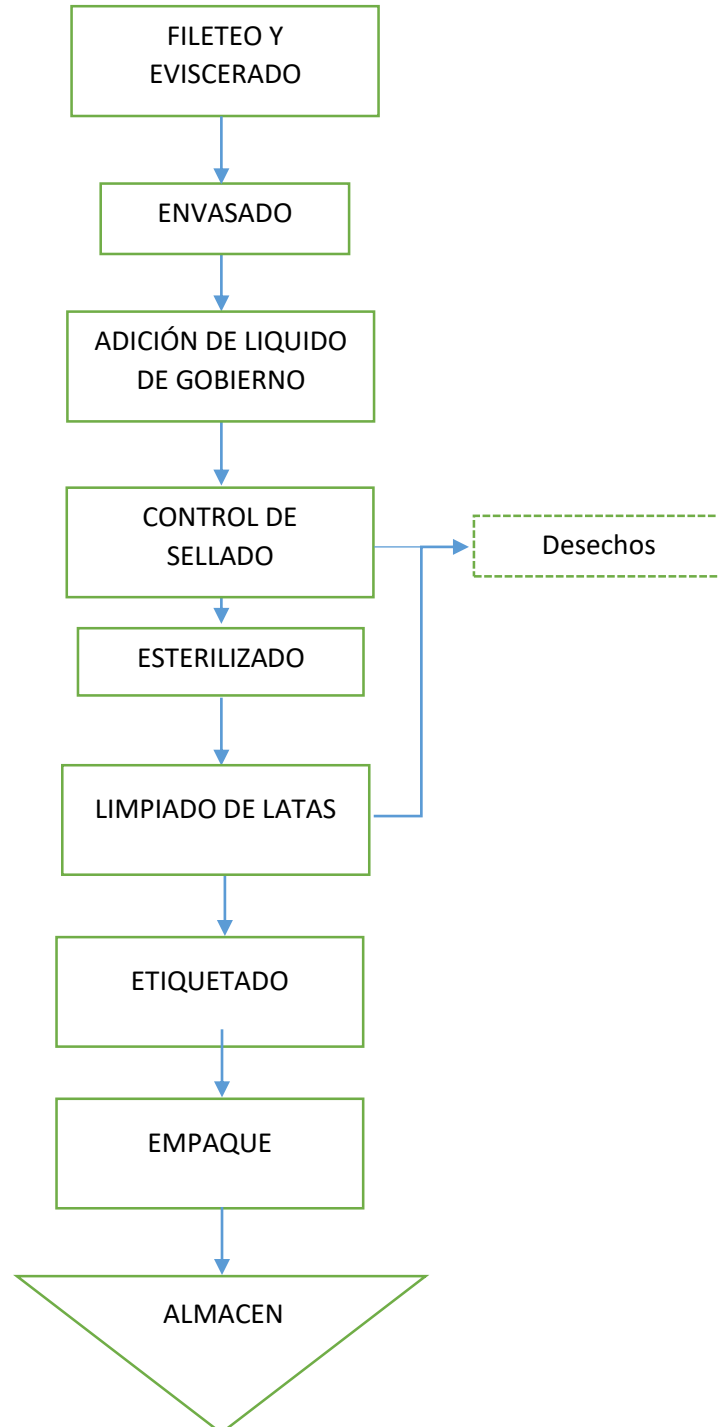 FILETEO Y
EVISCERADO
ENVASADO
ADICIÓN DE LIQUIDO
DE GOBIERNO
CONTROL DE
SELLADO
Desechos
ESTERILIZADO
LIMPIADO DE LATAS
ETIQUETADO
EMPAQUE
ALMACEN